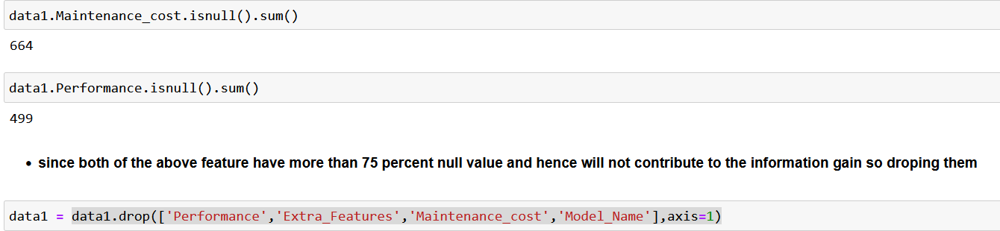 data1.Maintenance_cost.isnull().sum()
664
data1.Performance.isnull().sum()
499
• since both of the above feature have more than 75 percent null value and hence will not contribute to the information gain so droping them
data1 = data1.drop(['Performance','Extra_Features','Maintenance_cost','Model_Name'],axis=1)